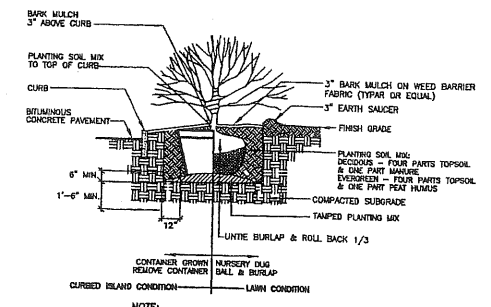 BARK MULCH
3" ABOVE CURB
PLANTING SOIL MIX
TO TOP OF CURB
CURB
BITUMINOUS
CONCRETE PAVEMENT
6" MIN.
1'-6" MIN.
12"
3" BARK MULCH ON WEED BARRIER
FABRIC (TYPAR OR EQUAL)
3" EARTH SAUCER
FINISH GRADE
PLANTING SOIL MIX:
DECIDOUS - FOUR PARTS TOPSOIL
& ONE PART MANURE
EVERGREEN - FOUR PARTS TOPSOIL
& ONE PART PEAT HUMUS
COMPACTED SUBGRADE
TAMPED PLANTING MIX
UNTIE BURLAP & ROLL BACK 1/3
CONTAINER GROWN NURSERY DUG
REMOVE CONTAINER BALL & BURLAP
CURBED ISLAND CONDITION LAWN CONDITION
NOTE: